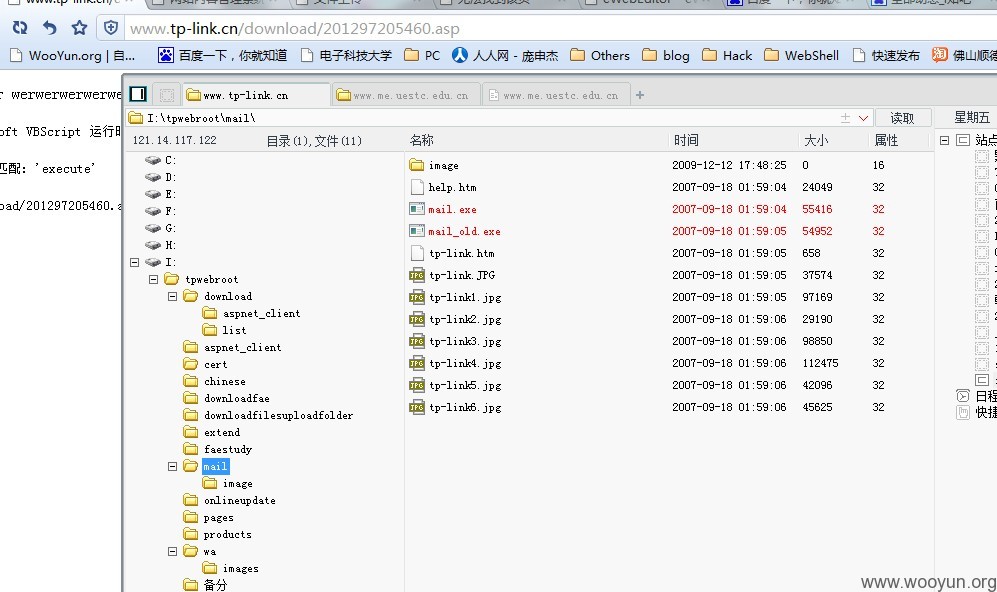 www.tp-link.cn/d
www.tp-link.cn/download/201297205460.asp
WooYun.org | 自... 百度一下，你就知道 电子科技大学 PC 人人网 - 庞申杰 Others blog Hack WebShell 快速发布 佛山顺德
r werwerwerwerwe
www.tp-link.cn www.me.uestc.edu.cn www.me.uestc.edu.cn +
I:\tpwebroot\mail\ 读取 星期五
oft VBScript 运行时
121.14.117.122 目录(1),文件(11) 名称 时间 大小 属性 站点
匹配: 'execute'
oad/201297205460.a
C:
D:
E:
F:
G:
H:
I:
tpwebroot
download
aspnet_client
list
aspnet_client
cert
chinese
downloadfae
downloadfilesuploadfolder
extend
faestudy
mail
image
onlineupdate
pages
products
wa
images
备分
image 2009-12-12 17:48:25 0 16
help.htm 2007-09-18 01:59:04 24049 32
mail.exe 2007-09-18 01:59:04 55416 32
mail_old.exe 2007-09-18 01:59:05 54952 32
tp-link.htm 2007-09-18 01:59:05 658 32
tp-link.JPG 2007-09-18 01:59:05 37574 32
tp-link1.jpg 2007-09-18 01:59:05 97169 32
tp-link2.jpg 2007-09-18 01:59:06 29190 32
tp-link3.jpg 2007-09-18 01:59:06 98850 32
tp-link4.jpg 2007-09-18 01:59:06 112475 32
tp-link5.jpg 2007-09-18 01:59:06 42096 32
tp-link6.jpg 2007-09-18 01:59:06 45625 32
日程
快捷
www.wooyun.org